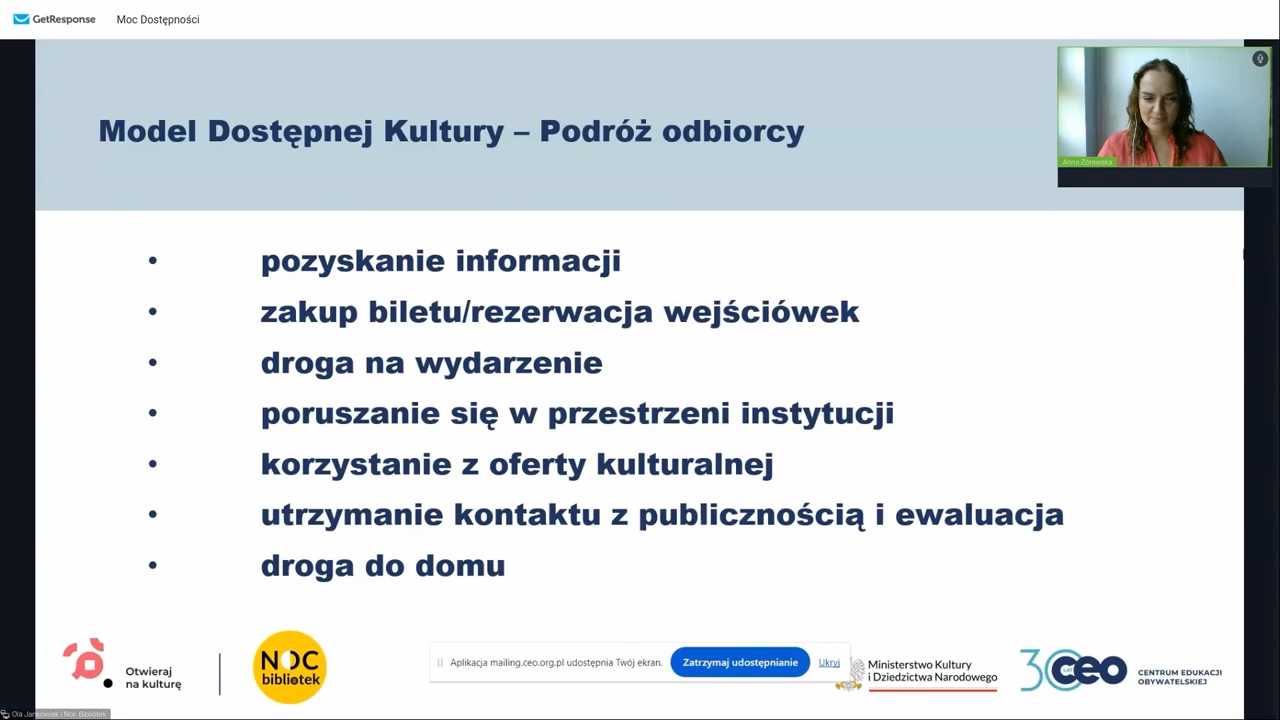 GetResponse Moc Dostępności
Model Dostępnej Kultury – Podróż odbiorcy
Anna Żórawska
• pozyskanie informacji
• zakup biletu/rezerwacja wejściówek
• droga na wydarzenie
• poruszanie się w przestrzeni instytucji
• korzystanie z oferty kulturalnej
• utrzymanie kontaktu z publicznością i ewaluacja
• droga do domu
Otwieraj
na kulturę
NOC
bibliotek
Aplikacja mailing.ceo.org.pl udostępnia Twój ekran. Zatrzymaj udostępnianie Ukryj
Ministerstwo Kultury
i Dziedzictwa Narodowego
30 LAT ceo
CENTRUM EDUKACJI
OBYWATELSKIEJ
Ola Jankowiak i Noc Bibliotek